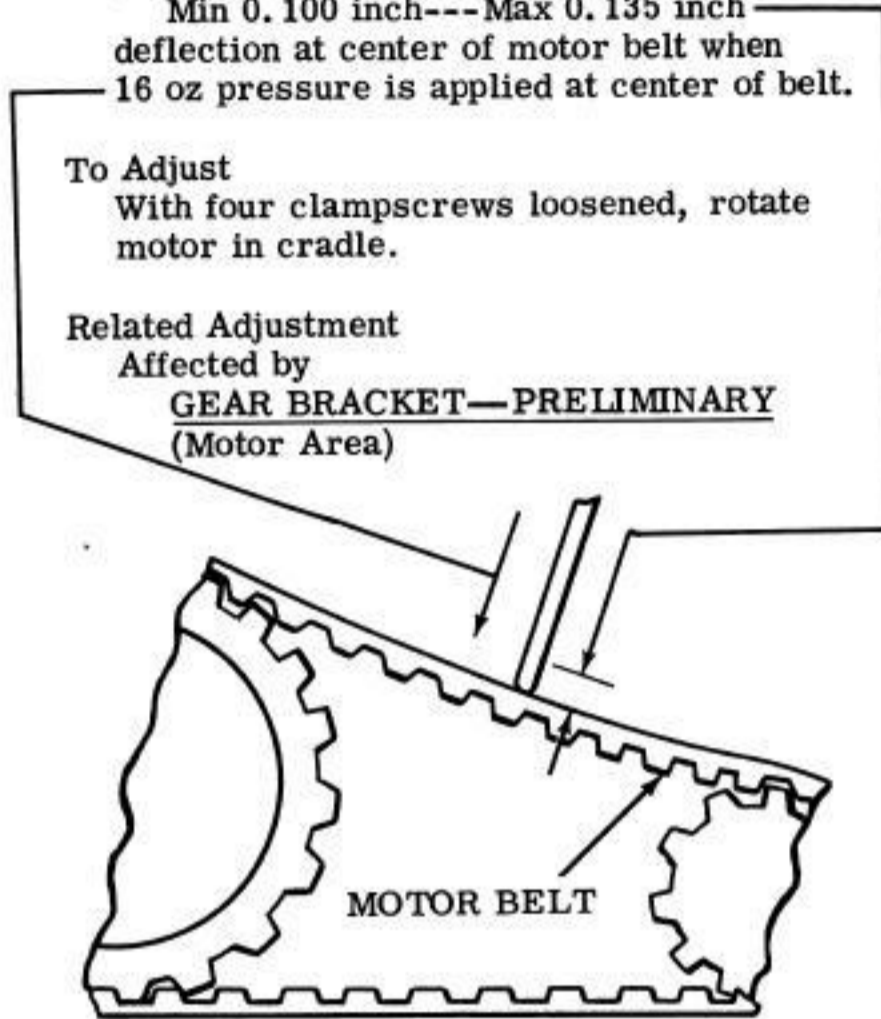 Min 0.100 inch---Max 0.135 inch
deflection at center of motor belt when
16 oz pressure is applied at center of belt.
To Adjust
With four clampscrews loosened, rotate
motor in cradle.
Related Adjustment
Affected by
GEAR BRACKET—PRELIMINARY
(Motor Area)
MOTOR BELT